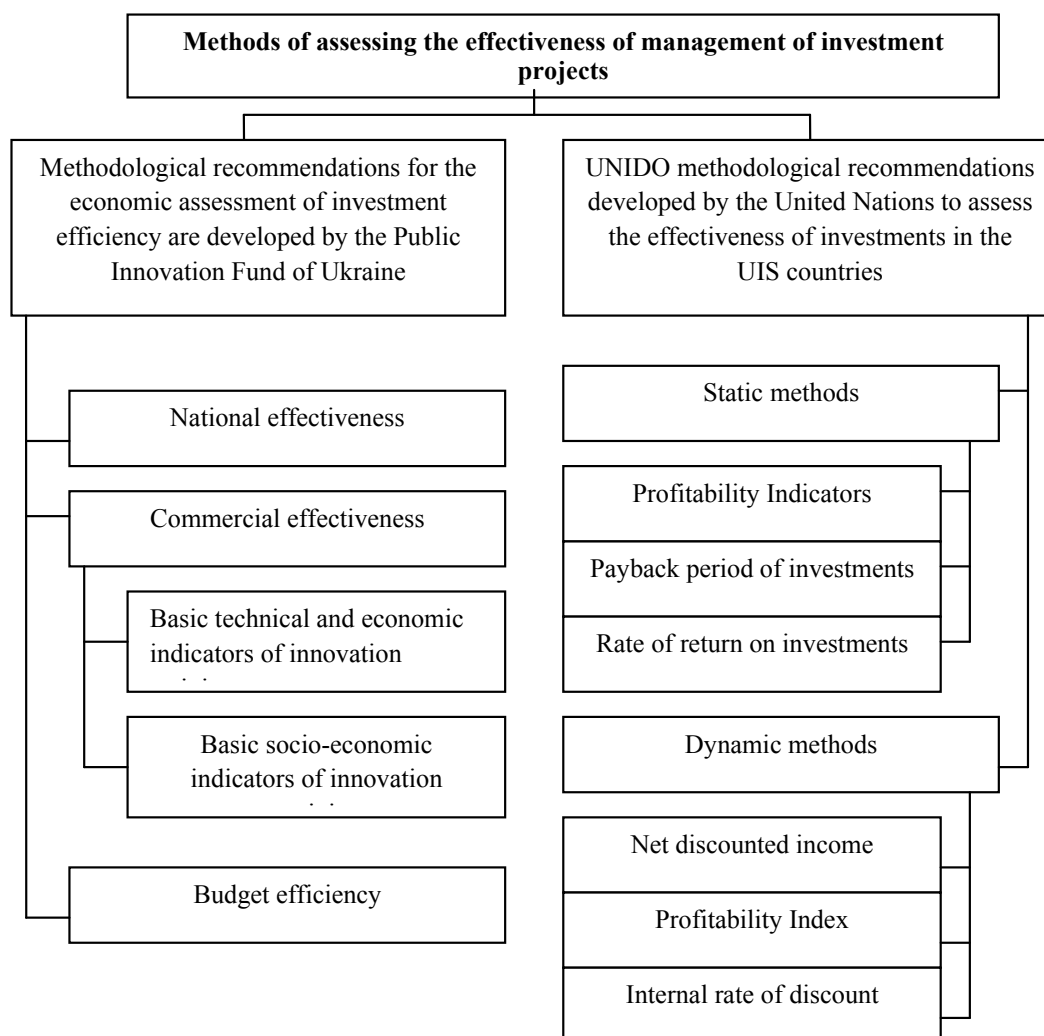 Methods of assessing the effectiveness of management of investment
projects
Methodological recommendations for the
economic assessment of investment
efficiency are developed by the Public
Innovation Fund of Ukraine
UNIDO methodological recommendations
developed by the United Nations to assess
the effectiveness of investments in the
UIS countries
National effectiveness
Commercial effectiveness
Basic technical and economic
indicators of innovation
Basic socio-economic
indicators of innovation
Budget efficiency
Static methods
Profitability Indicators
Payback period of investments
Rate of return on investments
Dynamic methods
Net discounted income
Profitability Index
Internal rate of discount